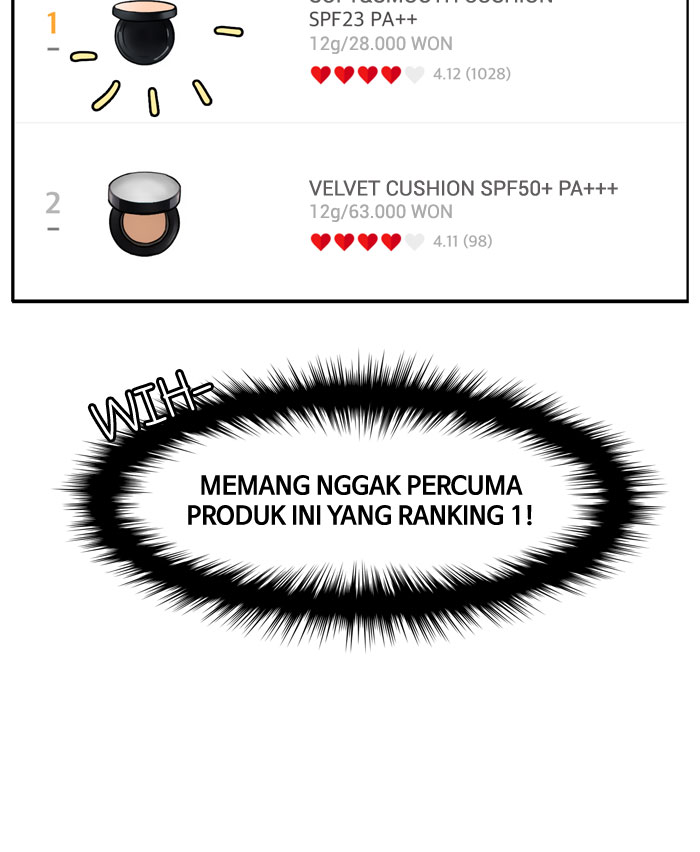 1
SPF23 PA++
12g/28.000 WON
4.12 (1028)
2
VELVET CUSHION SPF50+ PA+++
12g/63.000 WON
4.11 (98)
WIH-
MEMANG NGGAK PERCUMA
PRODUK INI YANG RANKING 1!